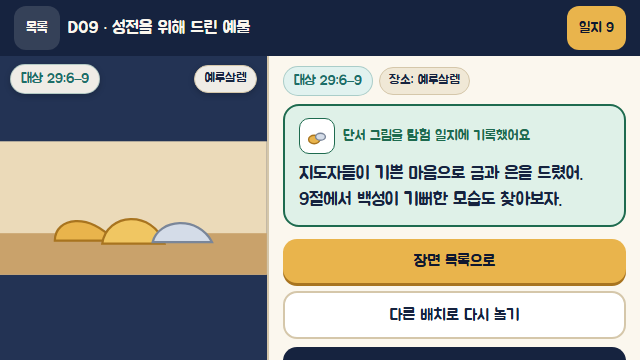 목록
D09 · 성전을 위해 드린 예물
일지 9
대상 29:6–9
예루살렘
대상 29:6–9
장소: 예루살렘
단서 그림을 탐험 일지에 기록했어요
지도자들이 기쁜 마음으로 금과 은을 드렸어.
9절에서 백성이 기뻐한 모습도 찾아보자.
장면 목록으로
다른 배치로 다시 놀기